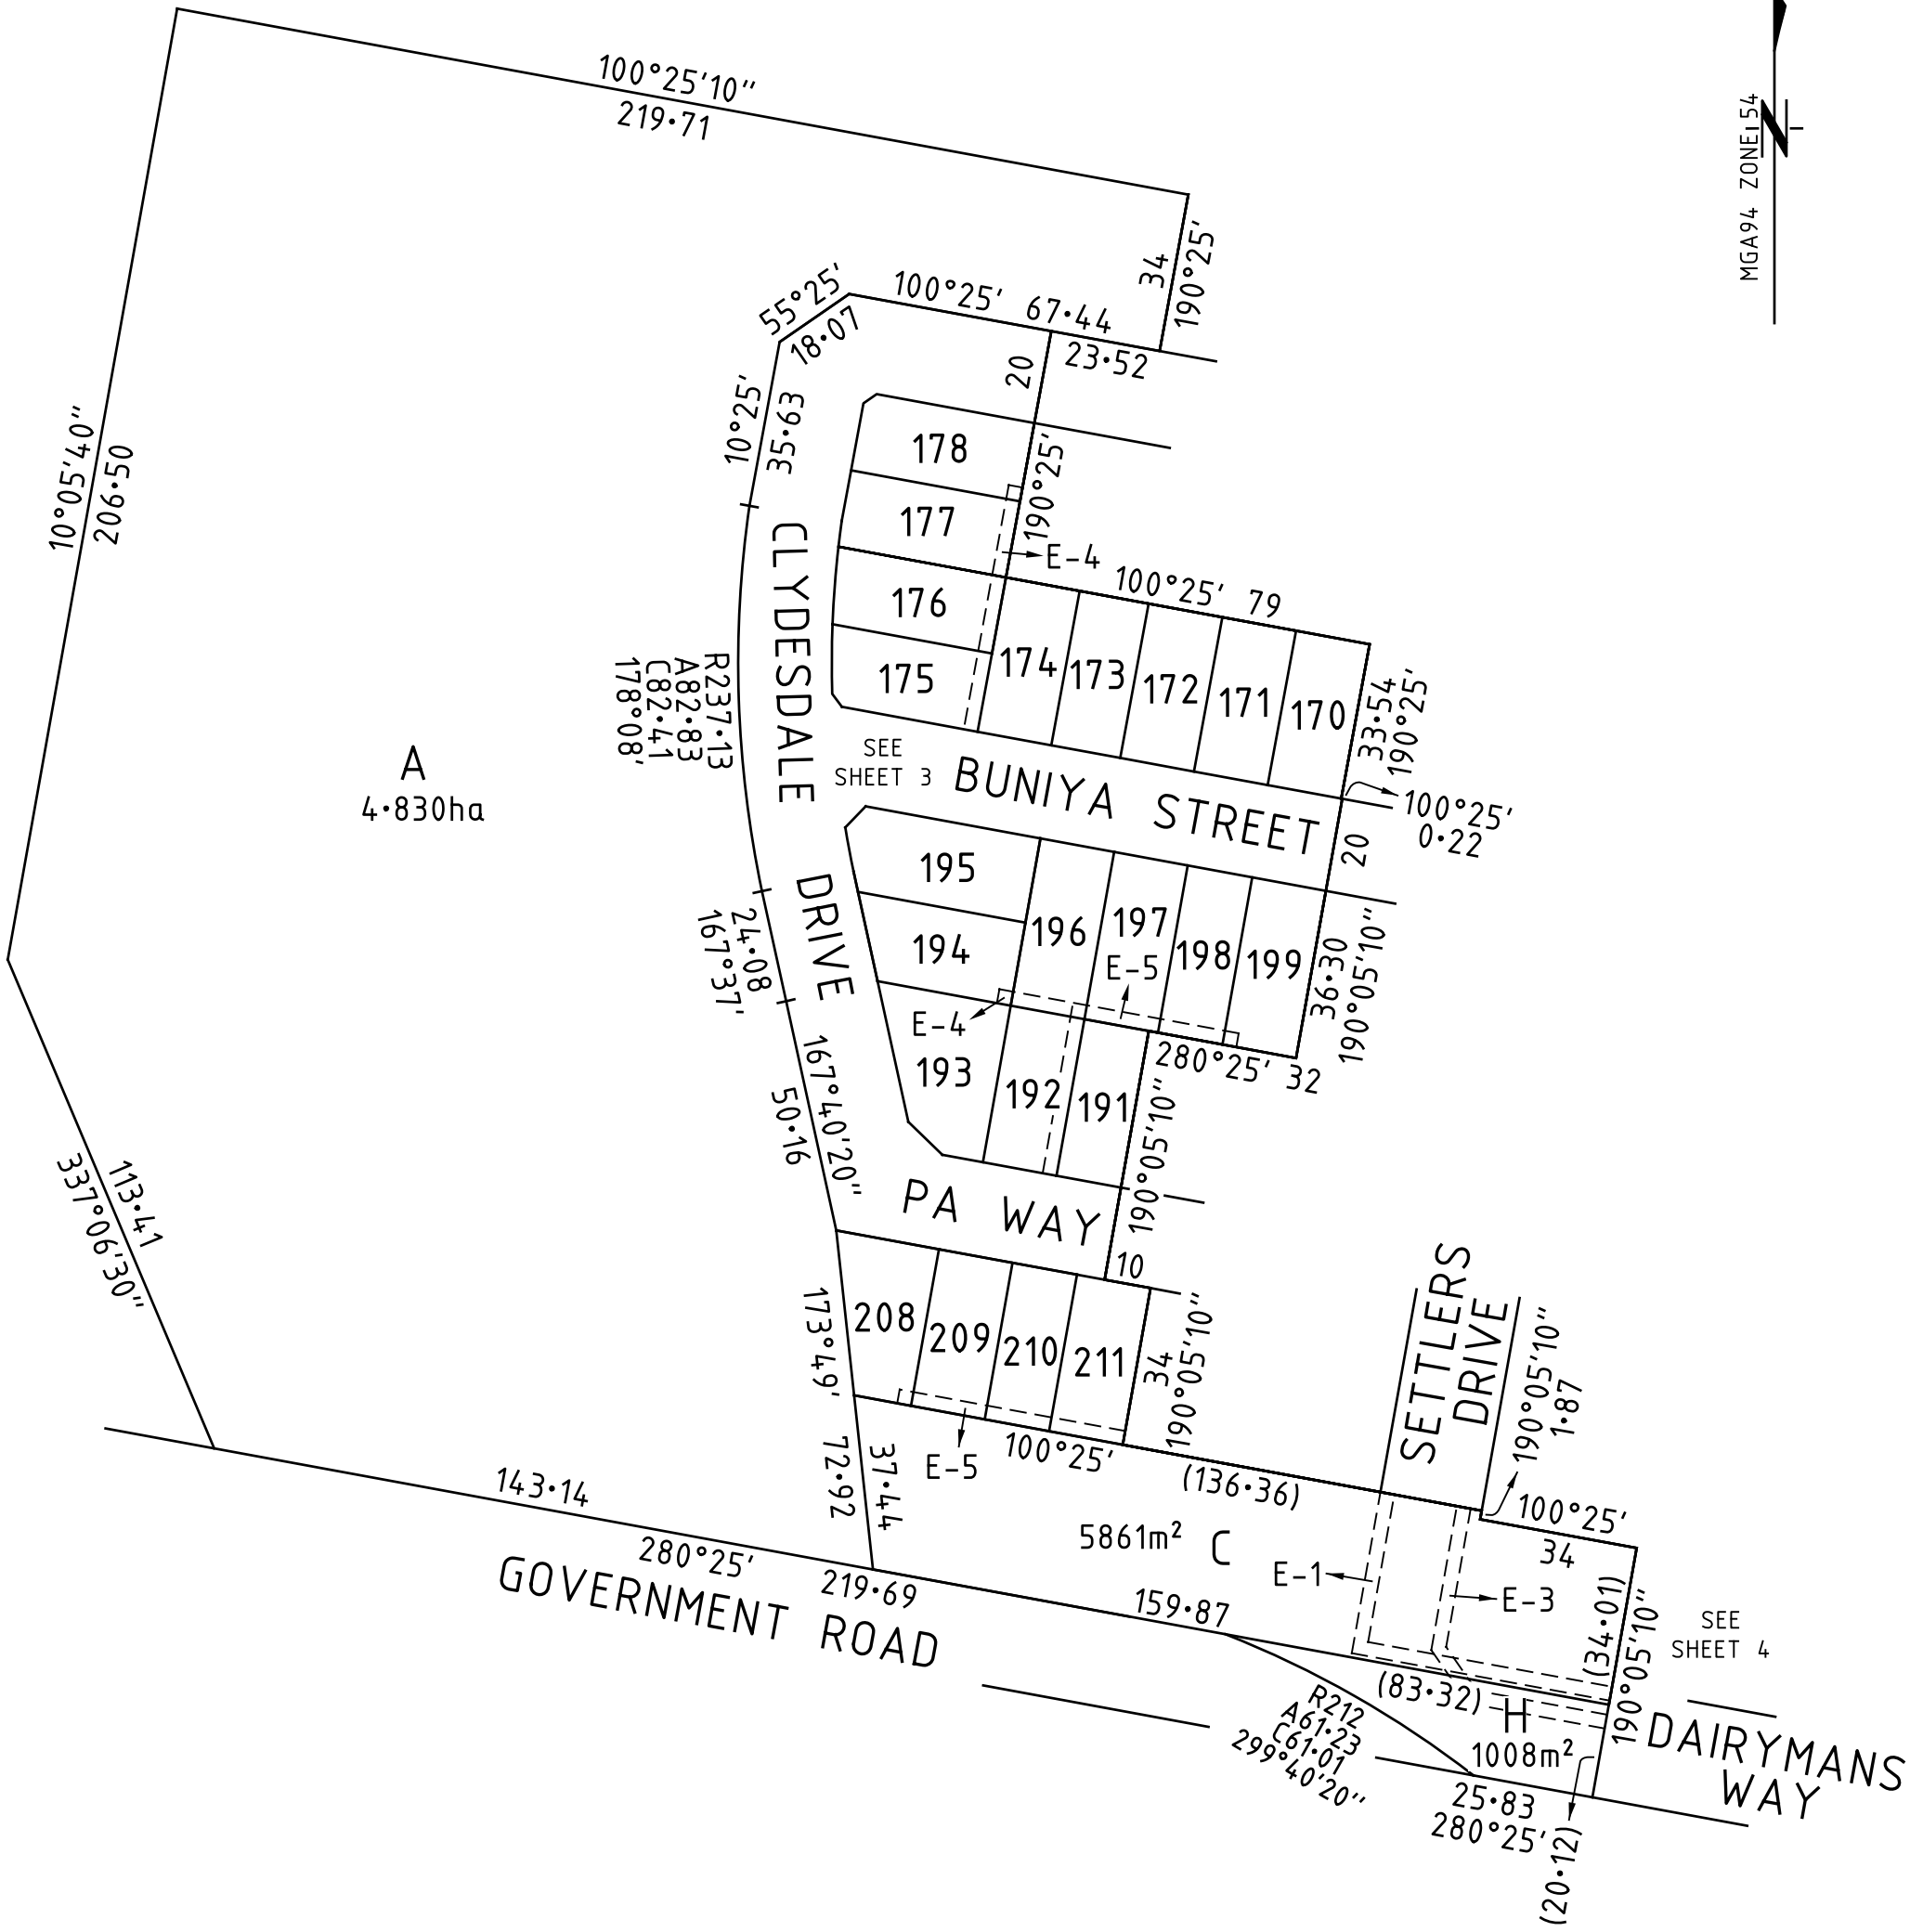 100°25'10"
219·71
MGA94 ZONE 54
N
34
190°25'
55°25'
18·07
100°25' 67·44
23·52
20
10°25'
35·63
10°05'40"
206·50
178
190°25'
177
E-4
100°25' 79
176
175
174
173
172
171
170
33·54
190°25'
100°25'
0·22
CLYDESDALE DRIVE
R237·13
A82·83
C82·41
178°08'
SEE
SHEET 3
BUNIYA STREET
20
A
4·830ha
195
194
196
197
E-5
198
199
36·30
190°05'10"
24·08
167°37'
E-4
193
192
191
280°25' 32
167°40'20"
50·16
190°05'10"
PA WAY
10
113·41
337°06'30"
208
209
210
211
34
190°05'10"
173°49'
72·92
37·44
E-5
100°25'
(136·36)
SETTLERS
DRIVE
190°05'10"
1·87
100°25'
34
143·14
280°25'
219·69
159·87
GOVERNMENT ROAD
5861m² C
E-1
E-3
(34·01)
190°05'10"
SEE
SHEET 4
(83·32)
H
1008m²
R212
A61·23
C61·01
299°40'20"
25·83
280°25'
(20·12)
DAIRYMANS
WAY